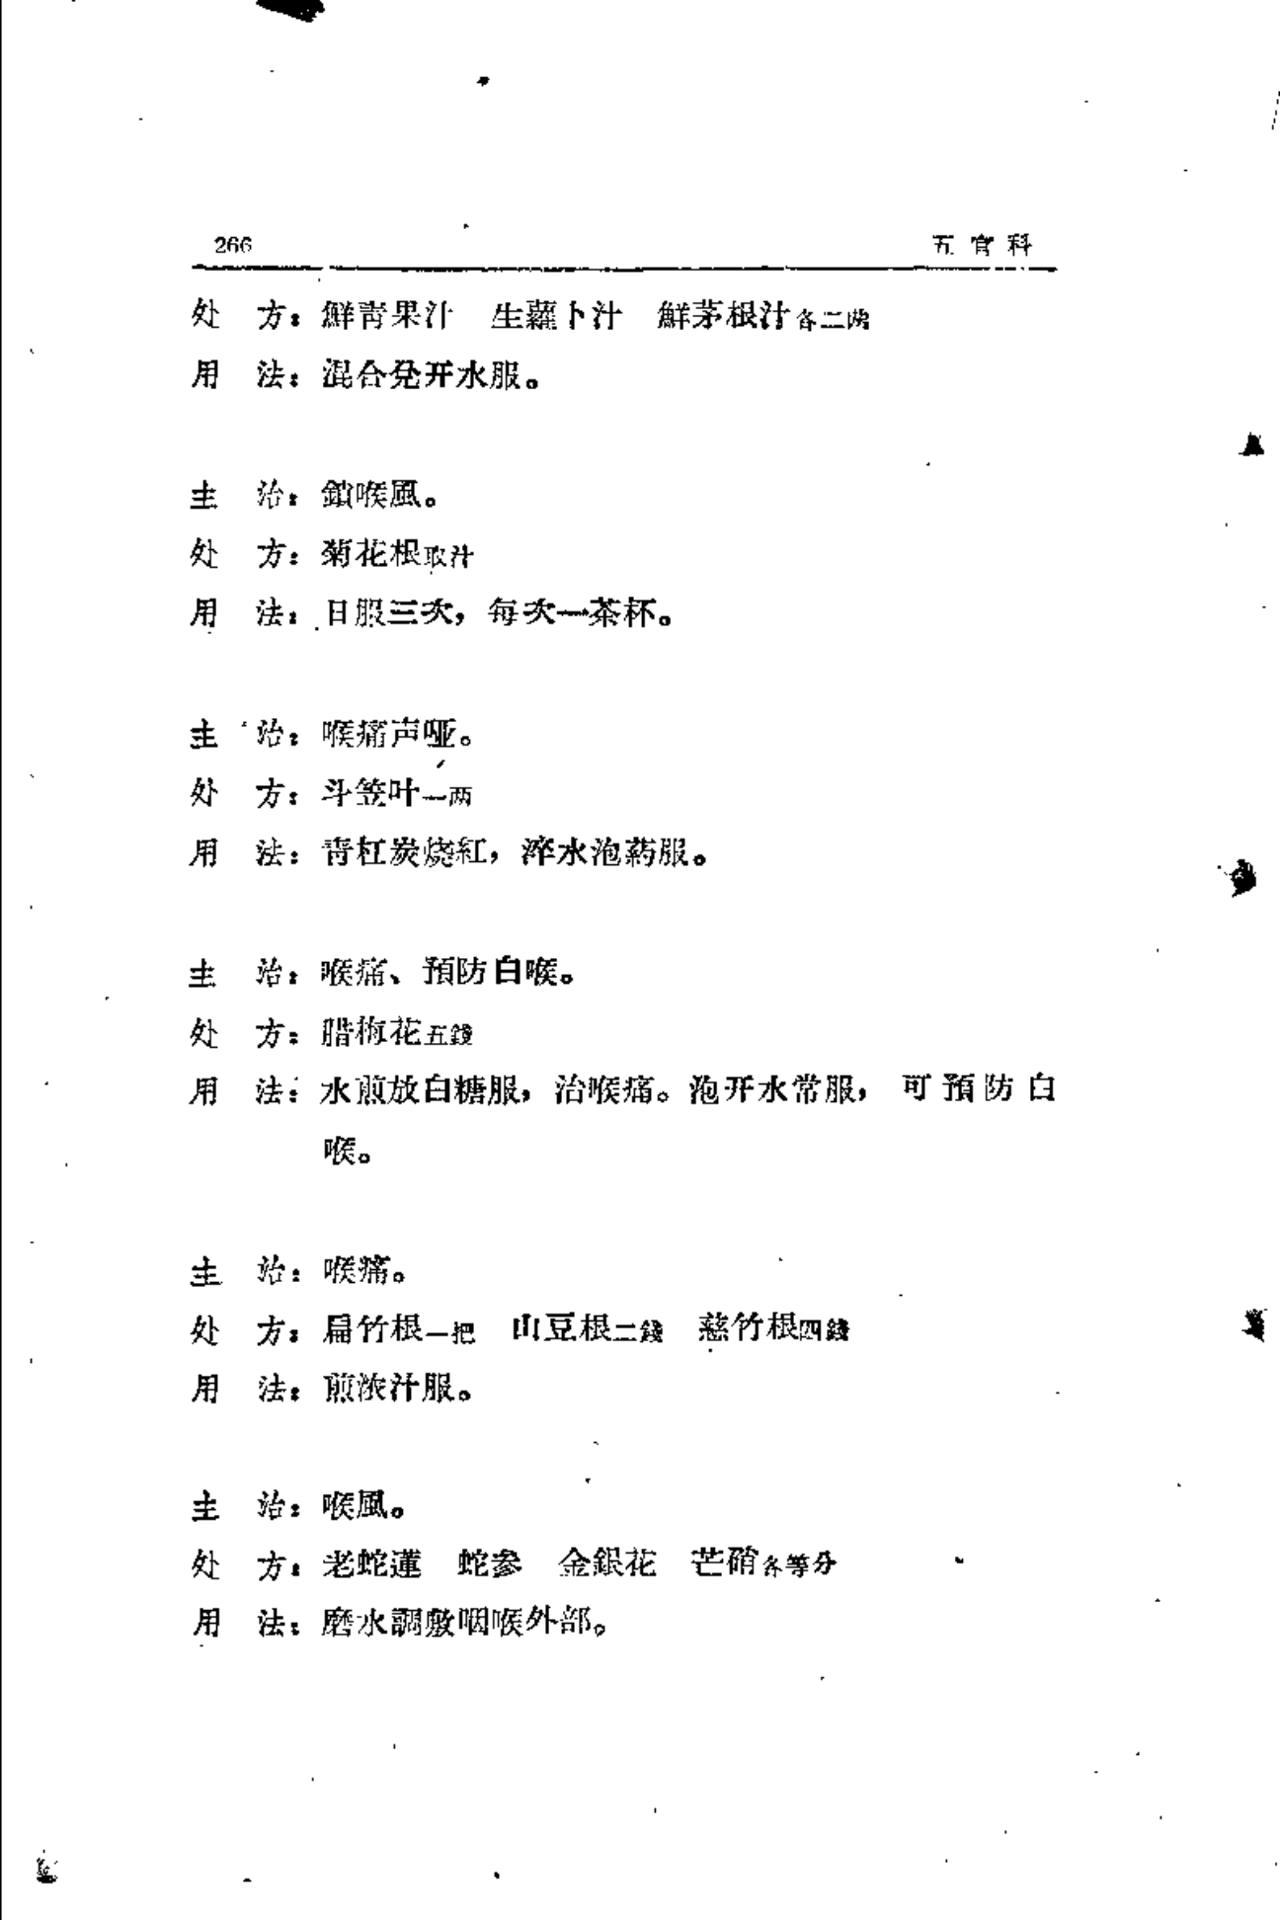 266 五官科
处 方：鮮靑果汁 生蘿卜汁 鮮茅根汁各二两
用 法：混合兌开水服。
主 治：鎖喉風。
处 方：菊花根取汁
用 法：日服三次，每次一茶杯。
主 治：喉痛声哑。
处 方：斗笠叶一两
用 法：靑杠炭烧紅，淬水泡药服。
主 治：喉痛、預防白喉。
处 方：腊梅花五錢
用 法：水煎放白糖服，治喉痛。泡开水常服，可預防白
喉。
主 治：喉痛。
处 方：扁竹根一把 山豆根二錢 慈竹根四錢
用 法：煎浓汁服。
主 治：喉風。
处 方：老蛇蓮 蛇参 金銀花 芒硝各等分
用 法：磨水調敷咽喉外部。